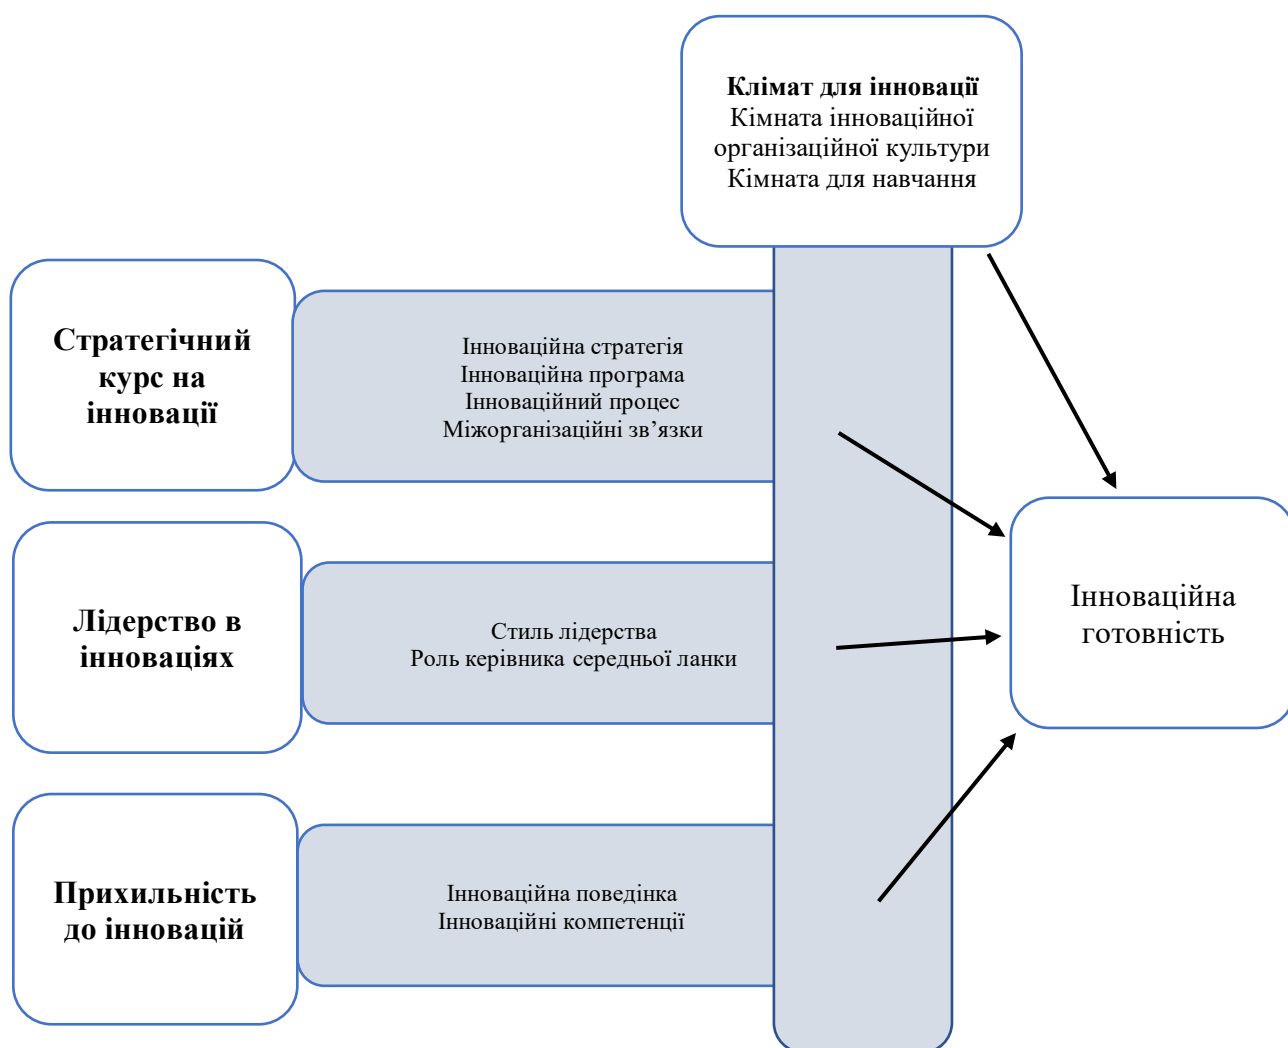 Клімат для інновації
Кімната інноваційної
організаційної культури
Кімната для навчання
Стратегічний
курс на
інновації
Інноваційна стратегія
Інноваційна програма
Інноваційний процес
Міжорганізаційні зв’язки
Лідерство в
інноваціях
Стиль лідерства
Роль керівника середньої ланки
Інноваційна
готовність
Прихильність
до інновацій
Інноваційна поведінка
Інноваційні компетенції